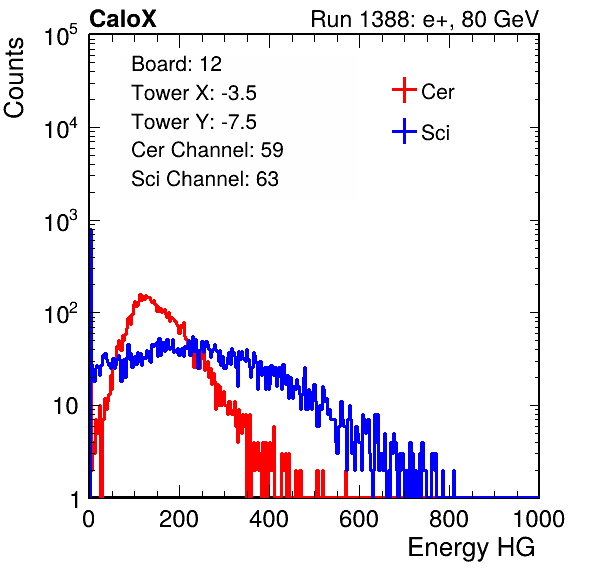 CaloX Run 1388: e+, 80 GeV
Counts
10^5
10^4
10^3
10^2
10
1
Board: 12
Tower X: -3.5
Tower Y: -7.5
Cer Channel: 59
Sci Channel: 63
Cer
Sci
0 200 400 600 800 1000
Energy HG